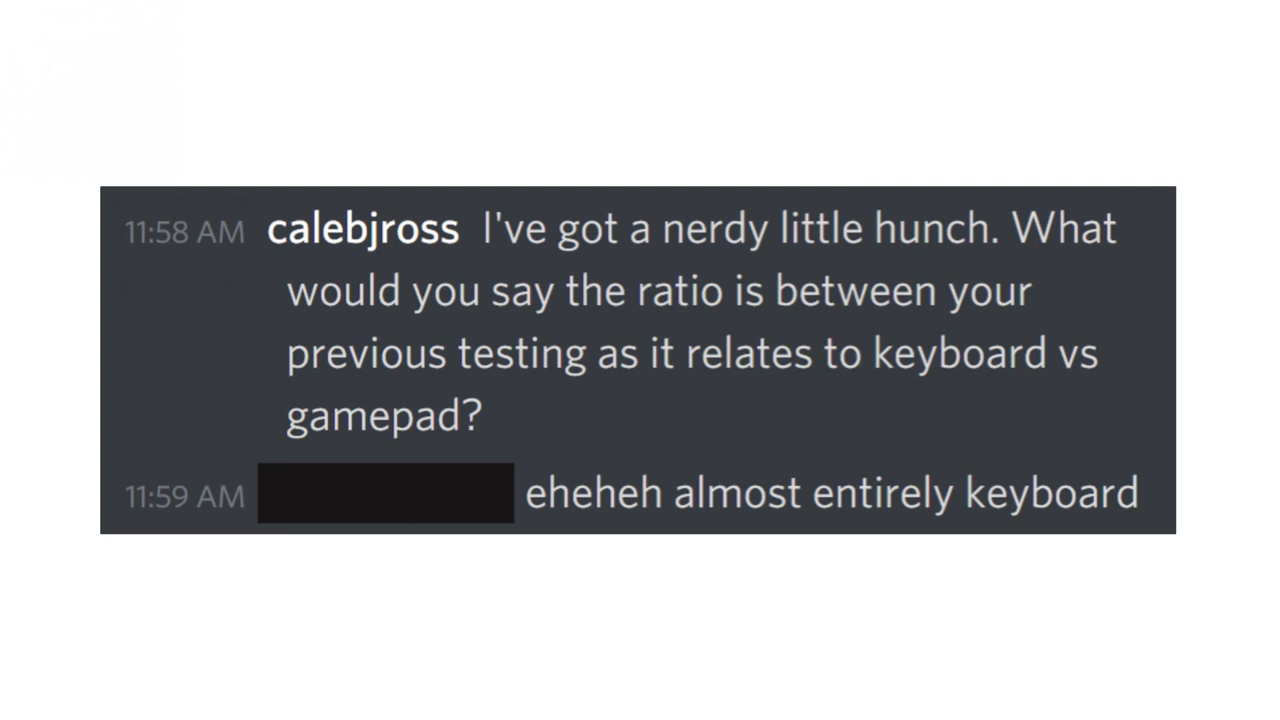 11:58 AM calebjross I've got a nerdy little hunch. What
would you say the ratio is between your
previous testing as it relates to keyboard vs
gamepad?
11:59 AM eheheh almost entirely keyboard